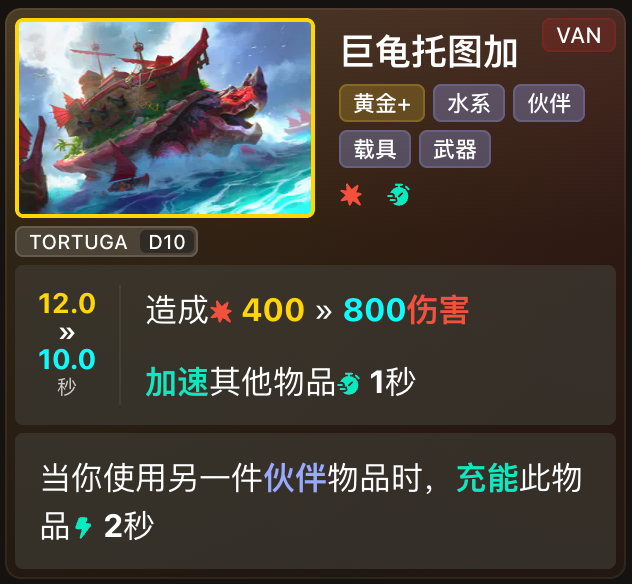 巨龟托图加
VAN
黄金+ 水系 伙伴
载具 武器
TORTUGA D10
12.0
»
10.0
秒
造成 400 » 800伤害
加速其他物品 1秒
当你使用另一件伙伴物品时，充能此物
品 2秒